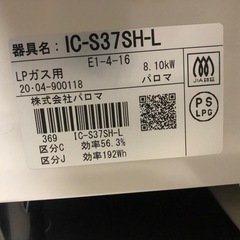 器具名：IC-S37SH-L
E1-4-16
LPガス用 8.10kW
20·04-900118 パロマ
株式会社パロマ
369 IC-S37SH-L
区分C 効率56.3%
区分J 効率192Wh
JIA認証
PS
LPG